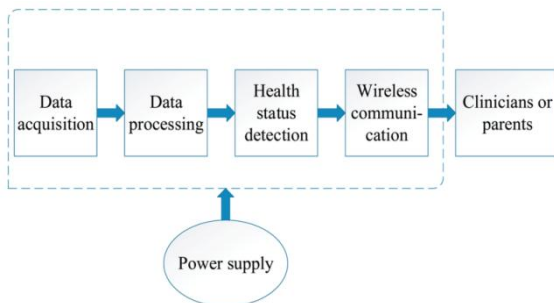 Data
acquisition
Data
processing
Health
status
detection
Wireless
communi-
cation
Clinicians or
parents
Power supply